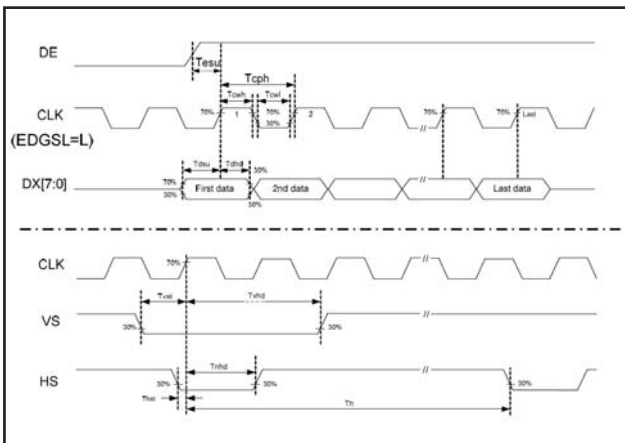 DE
Tesu
Tcph
Tcwh
Tcwl
CLK
70%
1
70%
30%
2
70%
70%
Last
(EDGSL=L)
//
Tdsu
Tdhd
30%
DX[7:0]
70%
30%
First data
2nd data
//
Last data
30%
CLK
70%
//
Tvst
Tvhd
VS
30%
30%
//
Thhd
HS
30%
30%
//
30%
Thst
Th